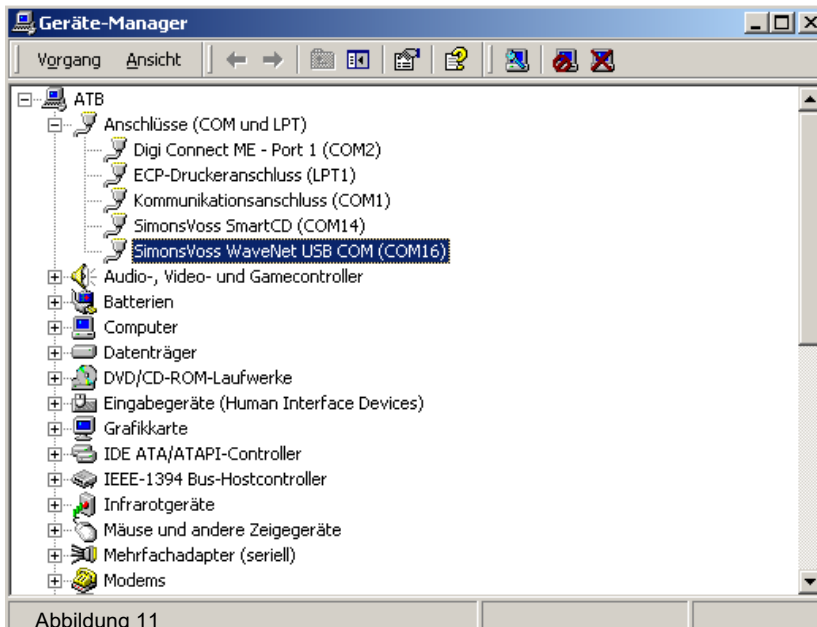 Geräte-Manager
Vorgang Ansicht
ATB
Anschlüsse (COM und LPT)
Digi Connect ME - Port 1 (COM2)
ECP-Druckeranschluss (LPT1)
Kommunikationsanschluss (COM1)
SimonsVoss SmartCD (COM14)
SimonsVoss WaveNet USB COM (COM16)
Audio-, Video- und Gamecontroller
Batterien
Computer
Datenträger
DVD/CD-ROM-Laufwerke
Eingabegeräte (Human Interface Devices)
Grafikkarte
IDE ATA/ATAPI-Controller
IEEE-1394 Bus-Hostcontroller
Infrarotgeräte
Mäuse und andere Zeigegeräte
Mehrfachadapter (seriell)
Modems
Abbildung 11